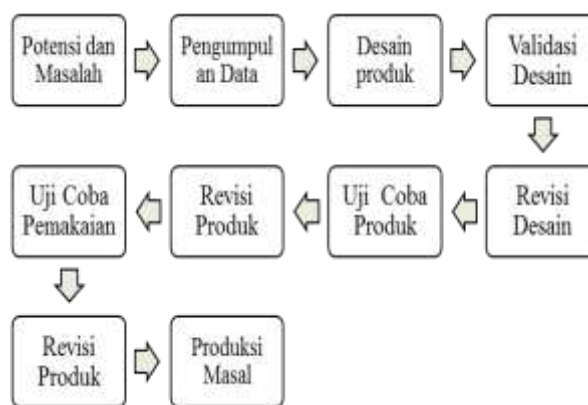 Potensi dan
Masalah
Pengumpul
an Data
Desain
produk
Validasi
Desain
Revisi
Desain
Uji Coba
Produk
Revisi
Produk
Uji Coba
Pemakaian
Revisi
Produk
Produksi
Masal